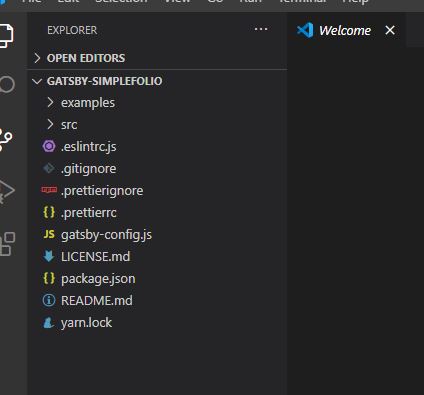 File Edit Selection View Go Run Terminal Help
EXPLORER
Welcome
OPEN EDITORS
GATSBY-SIMPLEFOLIO
examples
src
.eslintrc.js
.gitignore
.prettierignore
.prettierrc
JS gatsby-config.js
LICENSE.md
package.json
README.md
yarn.lock